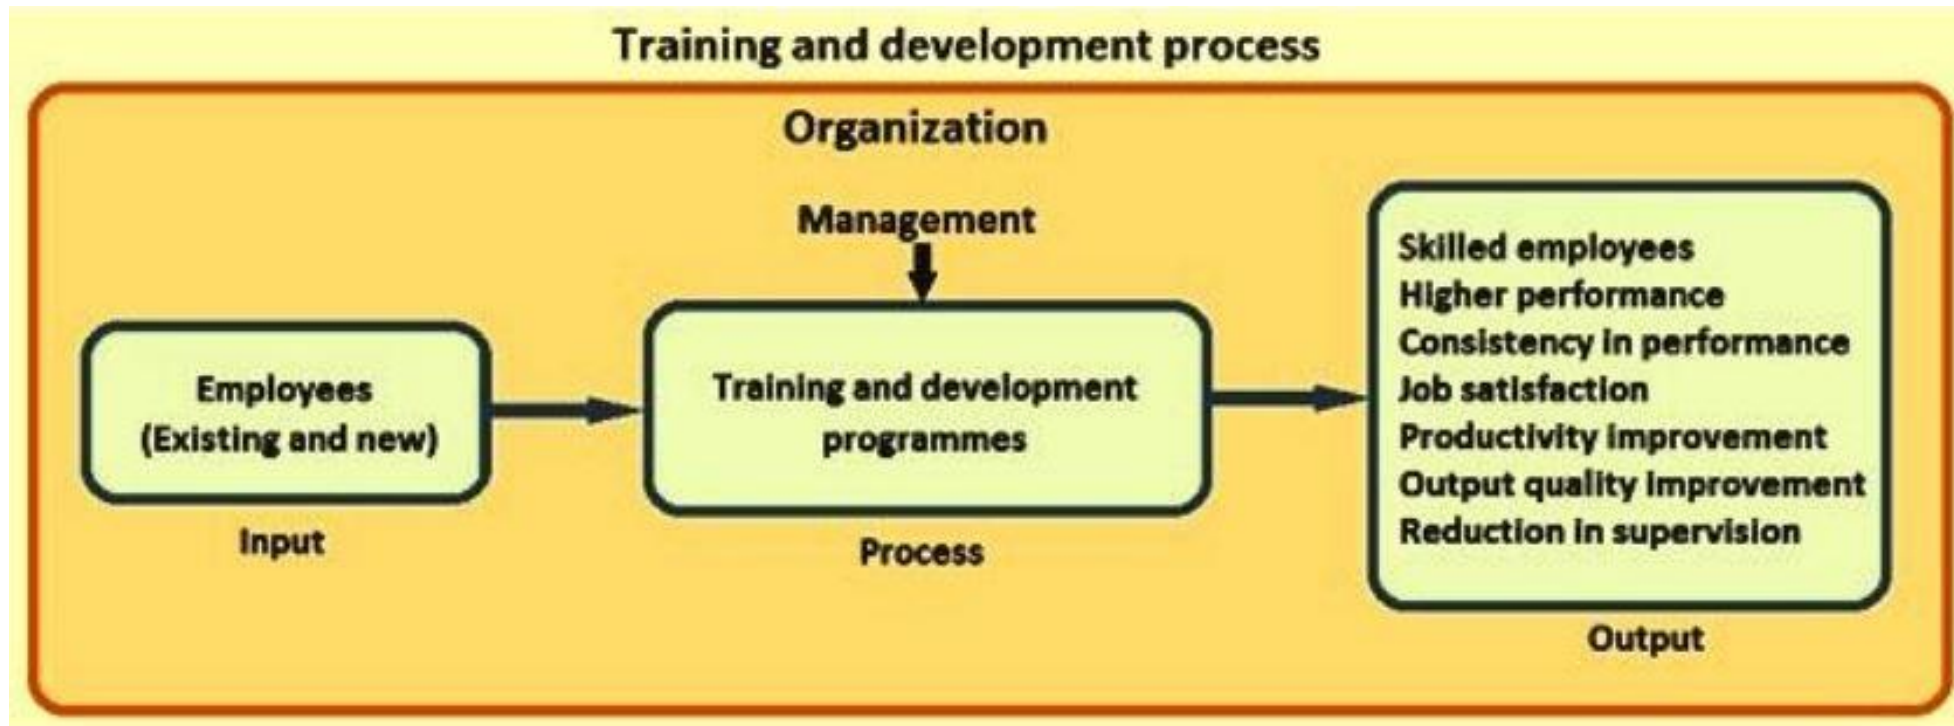 Training and development process
Organization
Management
Employees
(Existing and new)
Input
Training and development
programmes
Process
Skilled employees
Higher performance
Consistency in performance
Job satisfaction
Productivity improvement
Output quality improvement
Reduction in supervision
Output